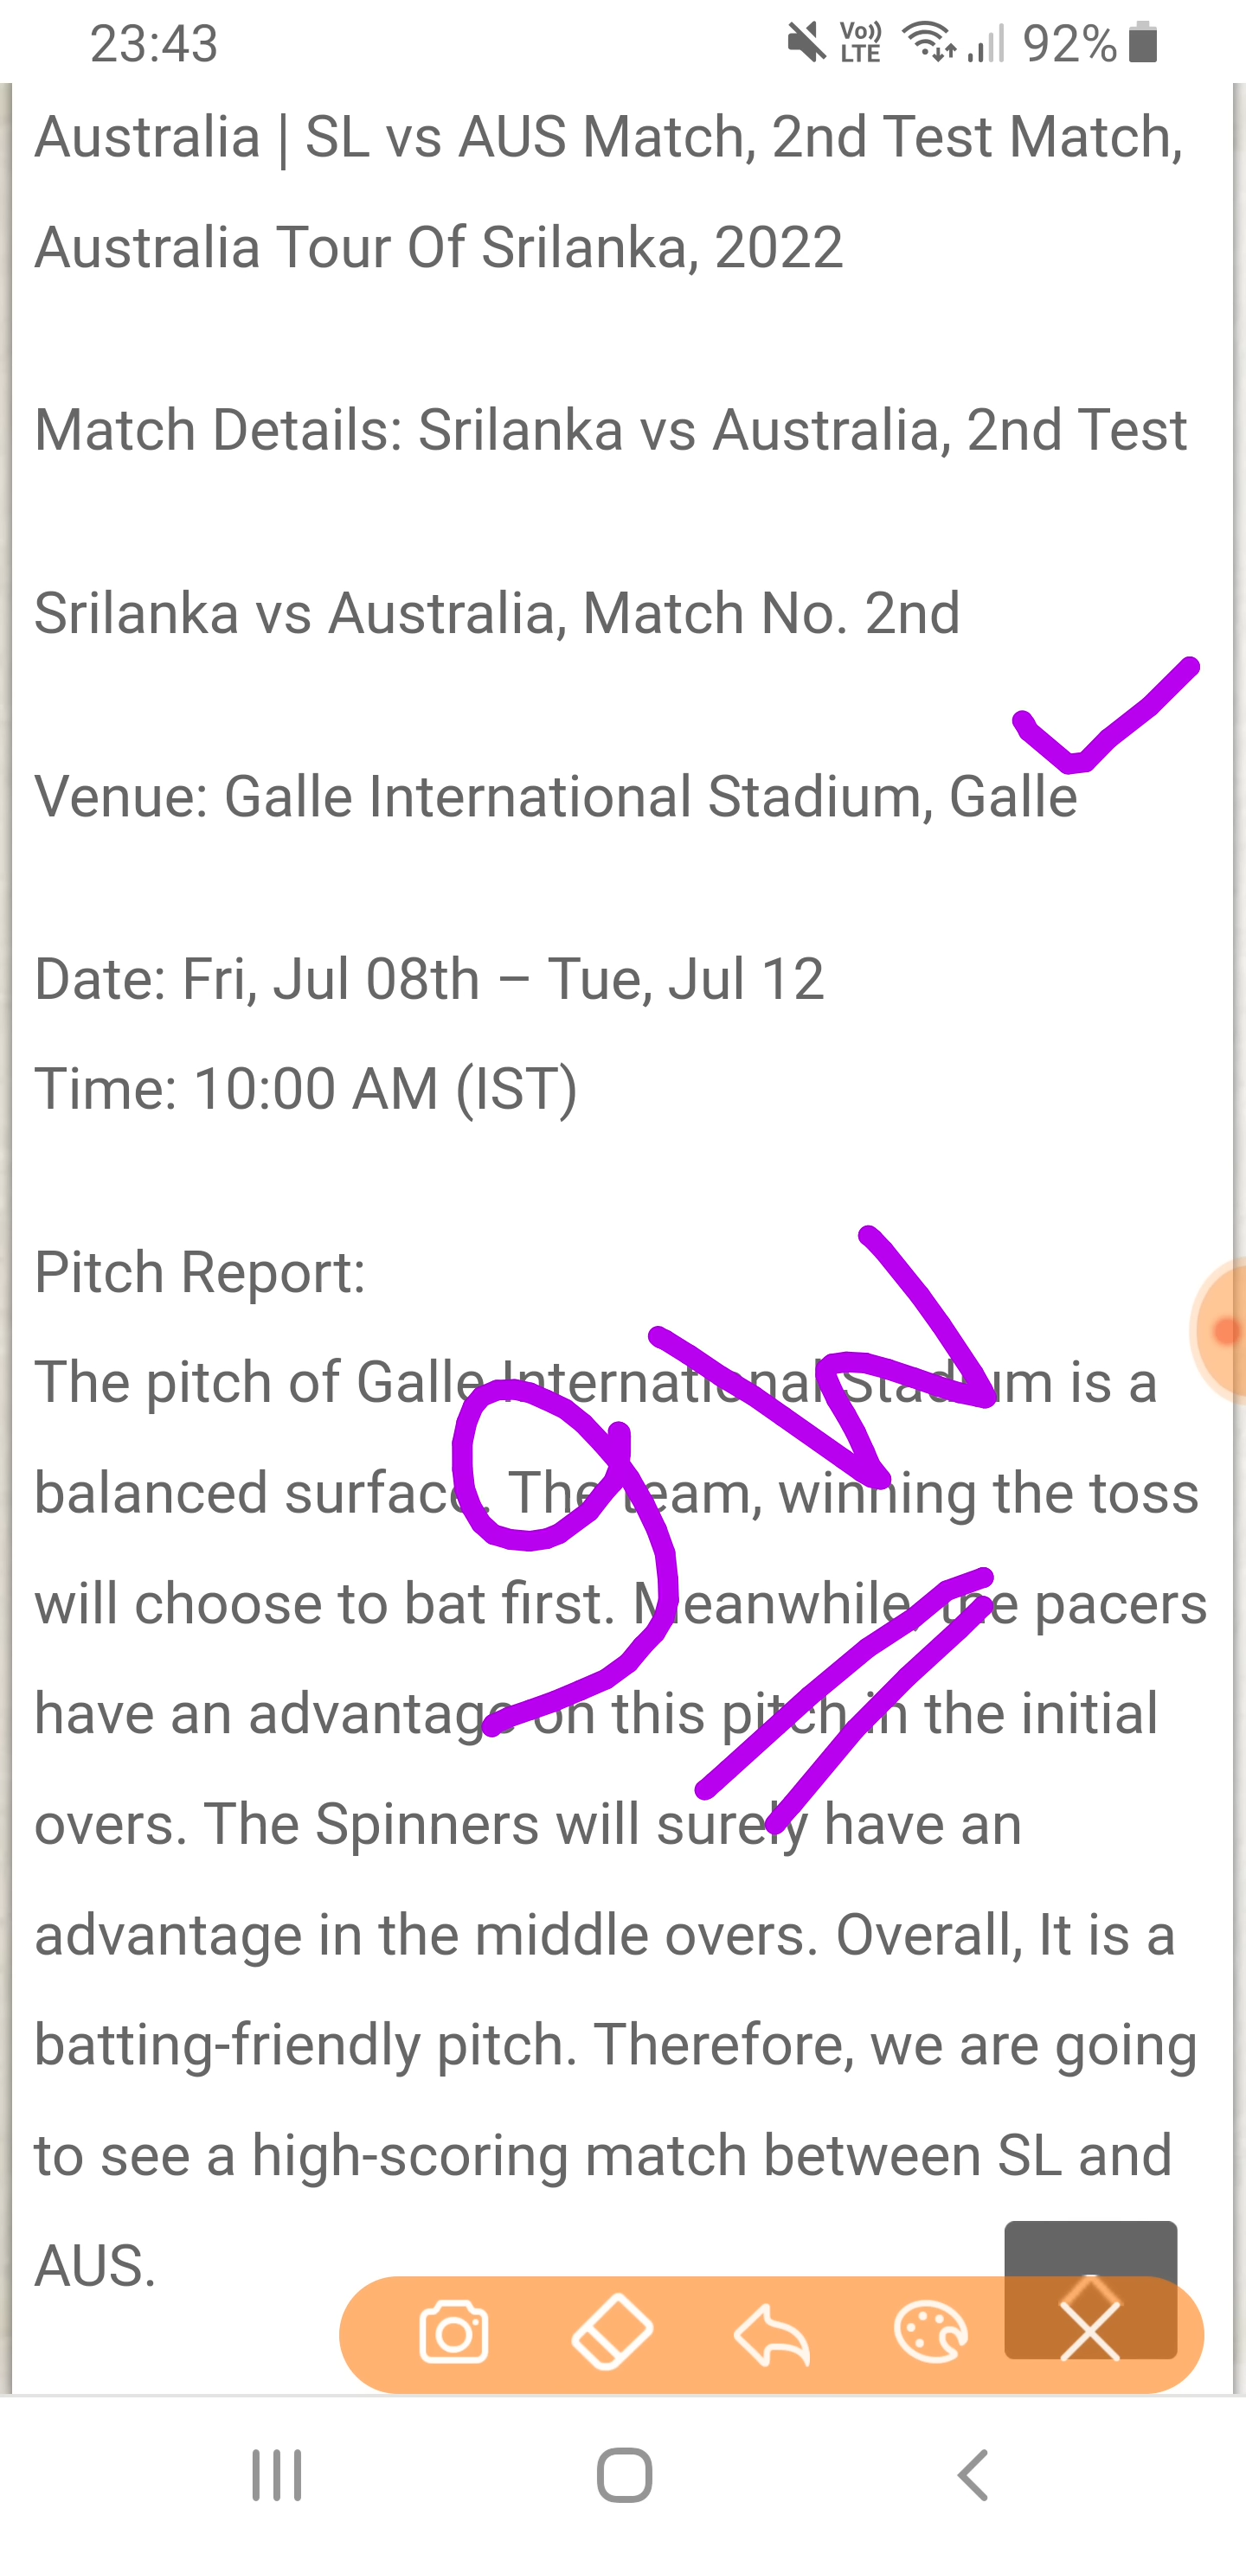 23:43
Vo)) LTE
92%
Australia | SL vs AUS Match, 2nd Test Match,
Australia Tour Of Srilanka, 2022
Match Details: Srilanka vs Australia, 2nd Test
Srilanka vs Australia, Match No. 2nd
Venue: Galle International Stadium, Galle
Date: Fri, Jul 08th – Tue, Jul 12
Time: 10:00 AM (IST)
Pitch Report:
The pitch of Galle International Stadium is a
balanced surface. The team, winning the toss
will choose to bat first. Meanwhile, the pacers
have an advantage on this pitch in the initial
overs. The Spinners will surely have an
advantage in the middle overs. Overall, It is a
batting-friendly pitch. Therefore, we are going
to see a high-scoring match between SL and
AUS.